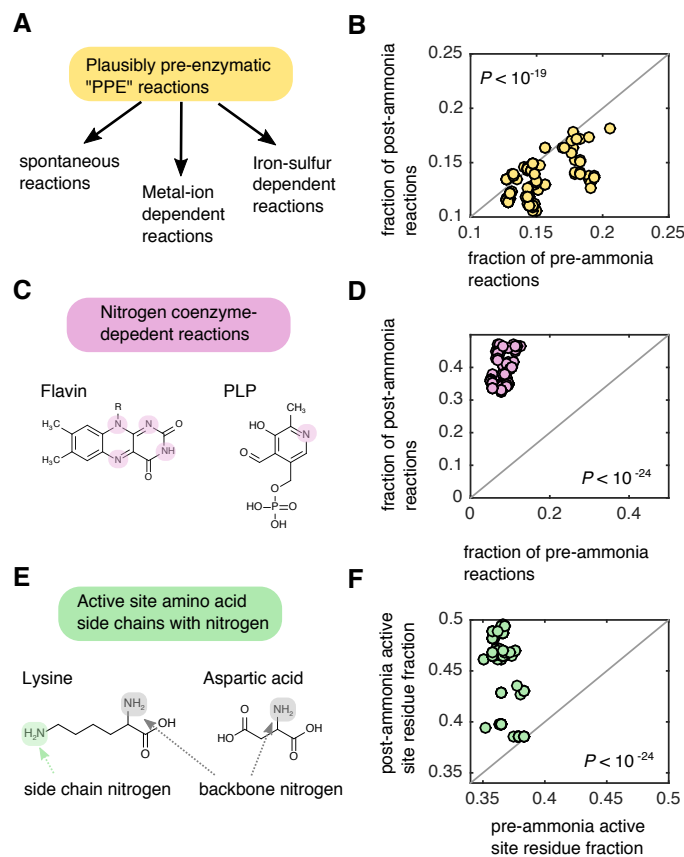 A
Plausibly pre-enzymatic
"PPE" reactions
spontaneous
reactions
Metal-ion
dependent
reactions
Iron-sulfur
dependent
reactions
B
P < 10^-19
0.25
0.2
0.15
0.1
0.1
0.15
0.2
0.25
fraction of post-ammonia
reactions
fraction of pre-ammonia
reactions
C
Nitrogen coenzyme-
depedent reactions
Flavin
R
H3C
H3C
N
N
O
NH
N
O
PLP
CH3
HO
N
O
O
HO
P
O
OH
OH
D
0.4
0.3
0.2
0.1
0
0
0.2
0.4
P < 10^-24
fraction of post-ammonia
reactions
fraction of pre-ammonia
reactions
E
Active site amino acid
side chains with nitrogen
Lysine
NH2
H2N
OH
O
Aspartic acid
O
NH2
HO
OH
O
side chain nitrogen
backbone nitrogen
F
0.5
0.45
0.4
0.35
0.35
0.4
0.45
0.5
P < 10^-24
post-ammonia active
site residue fraction
pre-ammonia active
site residue fraction